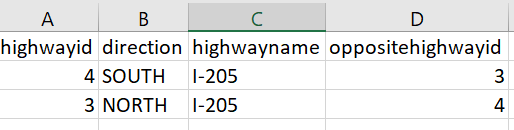 A B C D
highwayid direction highwayname oppositehighwayid
4 SOUTH I-205 3
3 NORTH I-205 4